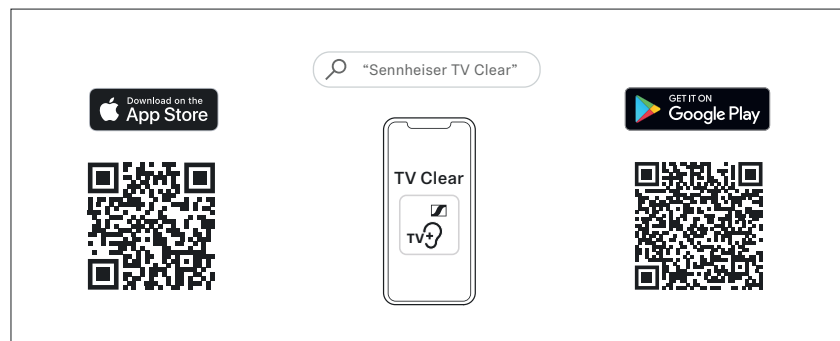 “Sennheiser TV Clear”
Download on the
App Store
GET IT ON
Google Play
TV Clear
TV+